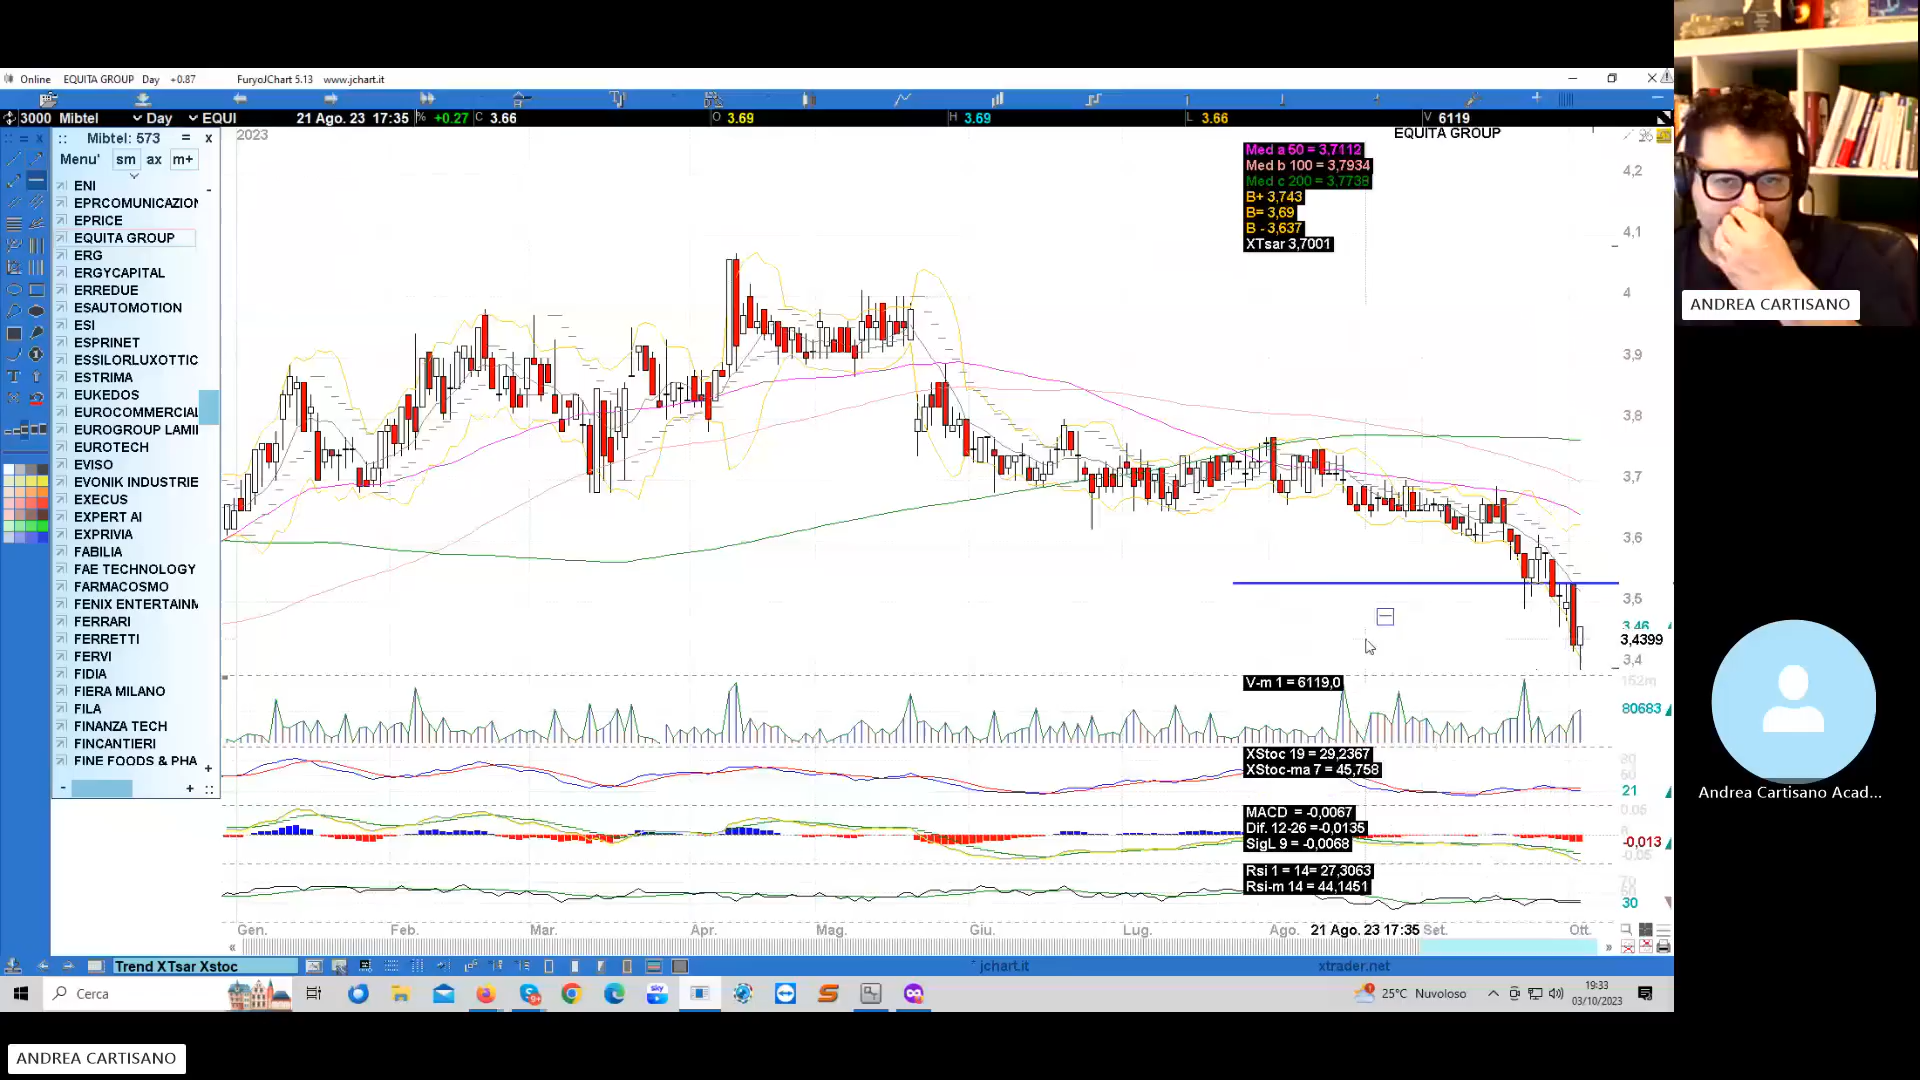 Online EQUITA GROUP Day +0.87 FuryoJChart 5.13 www.jchart.it
3000 Mibtel Day EQUI 21 Ago. 23 17:35 % +0.27 C 3.66 O 3.69 H 3.69 L 3.66 V 6119
Mibtel: 573 = x
Menu' sm ax m+
ENI
EPRCOMUNICAZION
EPRICE
EQUITA GROUP
ERG
ERGYCAPITAL
ERREDUE
ESAUTOMOTION
ESI
ESPRINET
ESSILORLUXOTTIC
ESTRIMA
EUKEDOS
EUROCOMMERCIAL
EUROGROUP LAMI
EUROTECH
EVISO
EVONIK INDUSTRIE
EXECUS
EXPERT AI
EXPRIVIA
FABILIA
FAE TECHNOLOGY
FARMACOSMO
FENIX ENTERTAINM
FERRARI
FERRETTI
FERVI
FIDIA
FIERA MILANO
FILA
FINANZA TECH
FINCANTIERI
FINE FOODS & PHA
2023
EQUITA GROUP
Med a 50 = 3,7112
Med b 100 = 3,7934
Med c 200 = 3,7738
B+ 3,743
B= 3,69
B - 3,637
XTsar 3,7001
4,2
4,1
4
3,9
3,8
3,7
3,6
3,5
3,46
3,4399
3,4
V-m 1 = 6119,0
152m
80683
XStoc 19 = 29,2367
XStoc-ma 7 = 45,758
21
MACD = -0,0067
Dif. 12-26 =-0,0135
SigL 9 = -0,0068
0.05
-0,013
-0.05
Rsi 1 = 14= 27,3063
Rsi-m 14 = 44,1451
70
30
Gen. Feb. Mar. Apr. Mag. Giu. Lug. Ago. 21 Ago. 23 17:35 Set. Ott.
Trend XTsar Xstoc
jchart.it
xtrader.net
Cerca
25°C Nuvoloso
19:33
03/10/2023
ANDREA CARTISANO
Andrea Cartisano Acad...
ANDREA CARTISANO